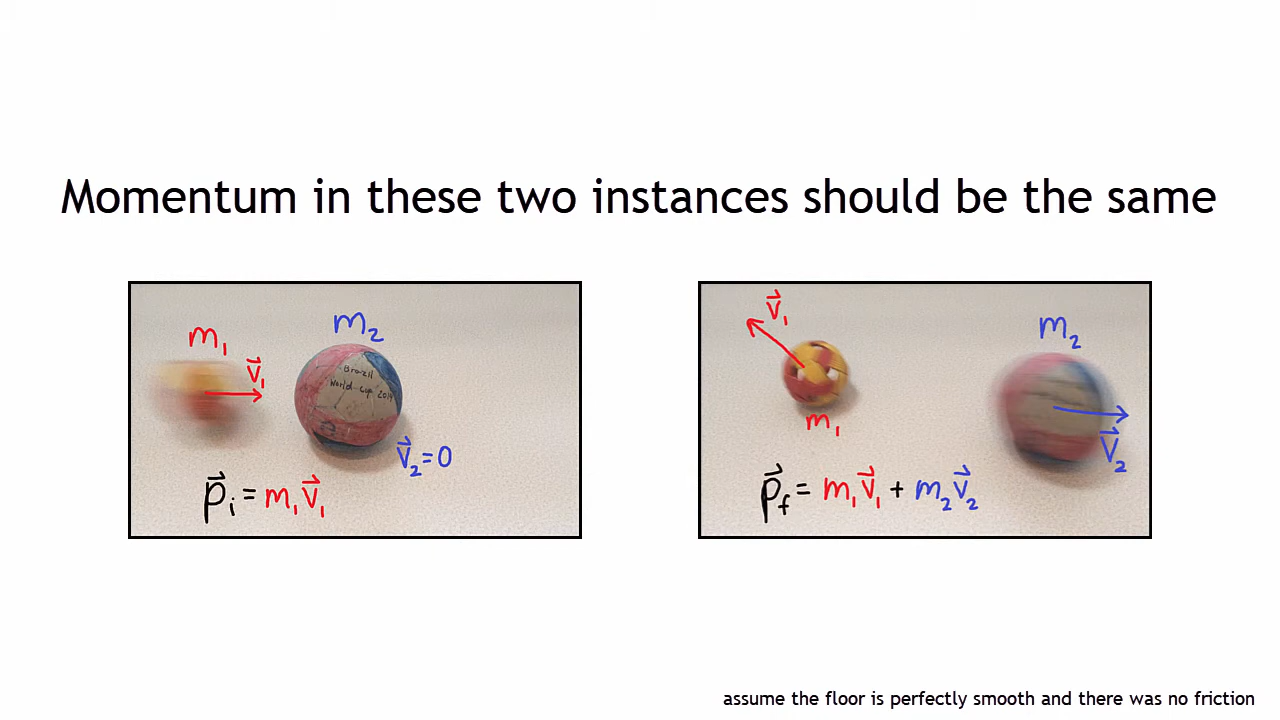 Momentum in these two instances should be the same
m₁
v⃗₁
m₂
Brazil
World Cup 2014
v⃗₂ = 0
p⃗ᵢ = m₁v⃗₁
v⃗₁
m₁
m₂
v⃗₂
p⃗f = m₁v⃗₁ + m₂v⃗₂
assume the floor is perfectly smooth and there was no friction